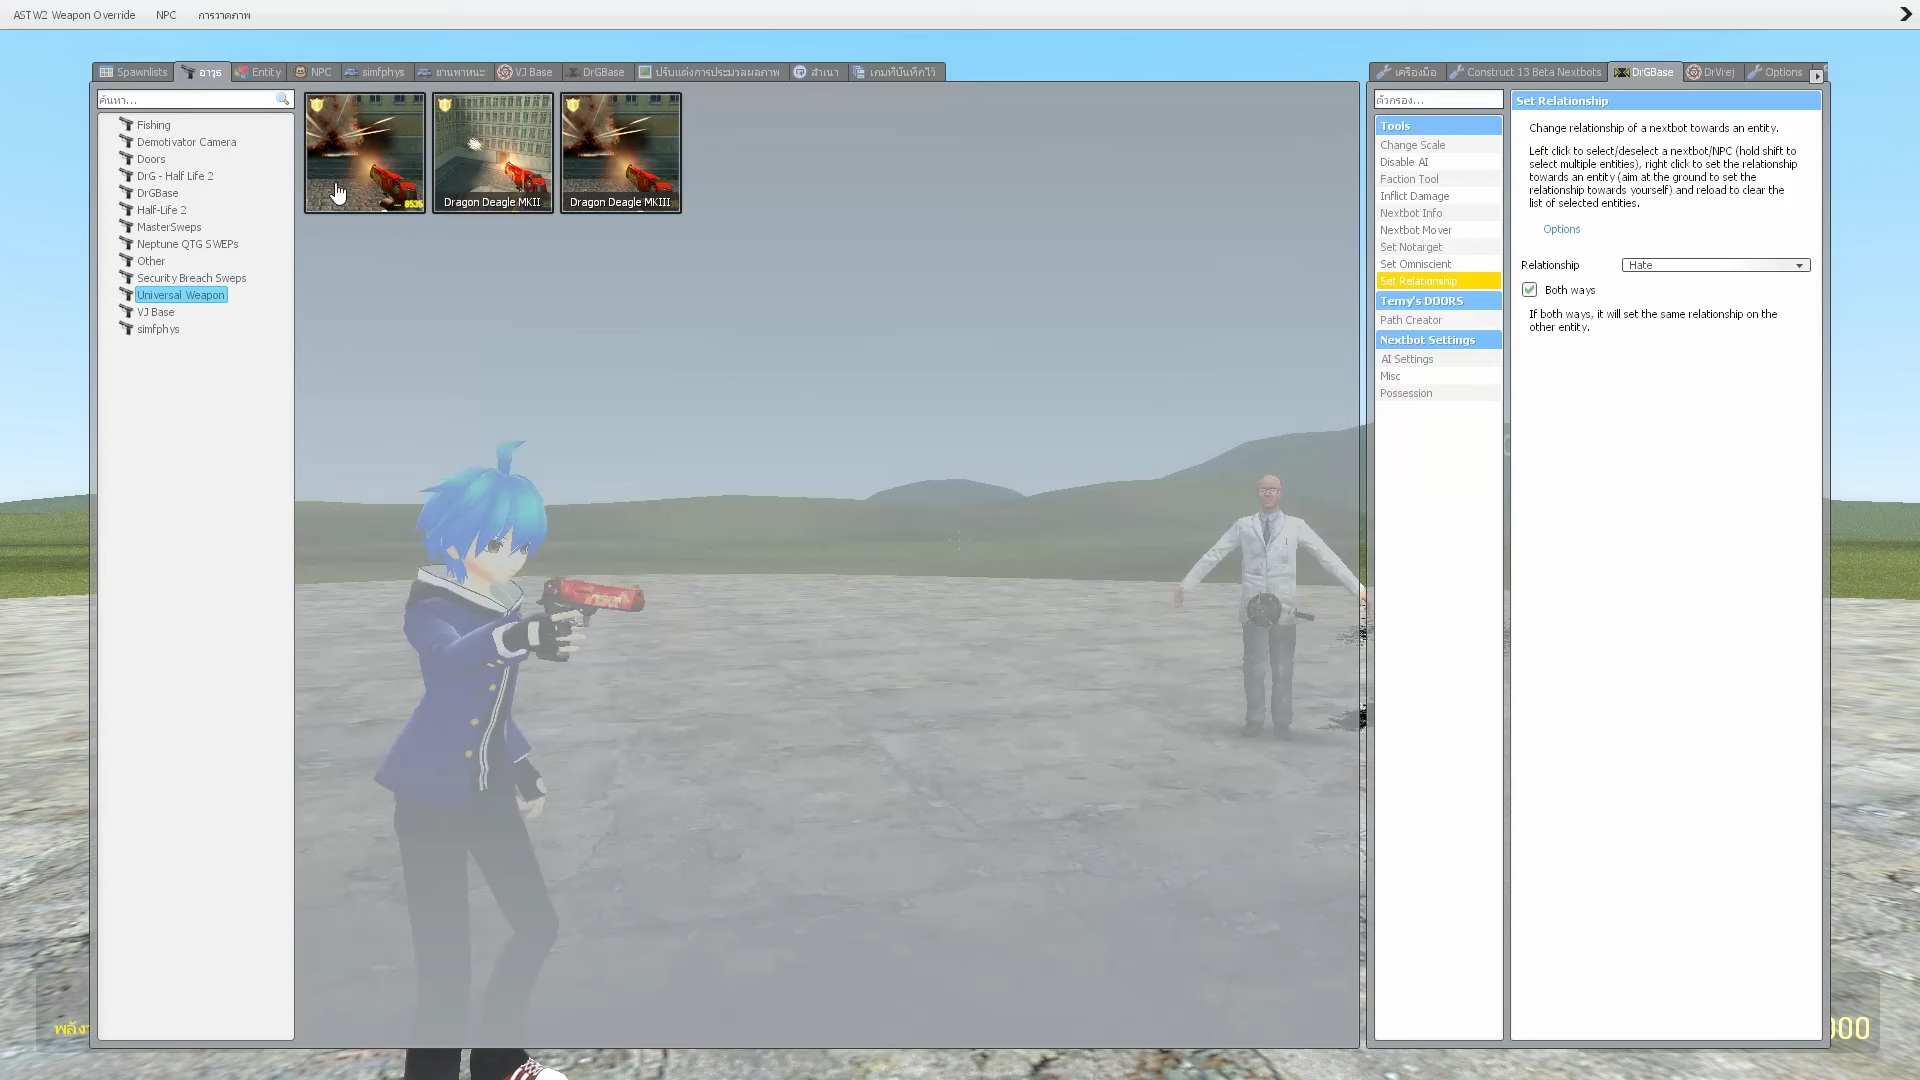 ASTW2 Weapon Override NPC การวาดภาพ
Spawnlists อาวุธ Entity NPC simfphys ยานพาหนะ VJ Base DrGBase ปรับแต่งการประมวลผลภาพ สำเนา เกมที่บันทึกไว้
เครื่องมือ Construct 13 Beta Nextbots DrGBase DrVrej Options
ค้นหา...
Fishing
Demotivator Camera
Doors
DrG - Half Life 2
DrGBase
Half-Life 2
MasterSweps
Neptune QTG SWEPs
Other
Security Breach Sweps
Universal Weapon
VJ Base
simfphys
Dragon Deagle MKII
Dragon Deagle MKIII
ตัวกรอง...
Tools
Change Scale
Disable AI
Faction Tool
Inflict Damage
Nextbot Info
Nextbot Mover
Set Notarget
Set Omniscient
Set Relationship
Temy's DOORS
Path Creator
Nextbot Settings
AI Settings
Misc
Possession
Set Relationship
Change relationship of a nextbot towards an entity.
Left click to select/deselect a nextbot/NPC (hold shift to
select multiple entities), right click to set the relationship
towards an entity (aim at the ground to set the
relationship towards yourself) and reload to clear the
list of selected entities.
Options
Relationship Hate
Both ways
If both ways, it will set the same relationship on the
other entity.